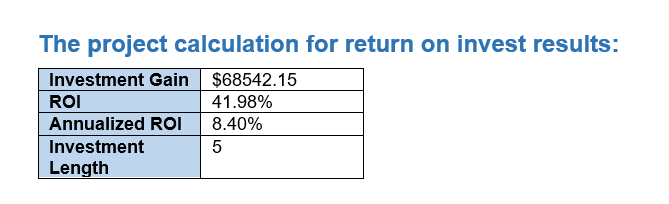 The project calculation for return on invest results:
Investment Gain $68542.15
ROI 41.98%
Annualized ROI 8.40%
Investment 5
Length